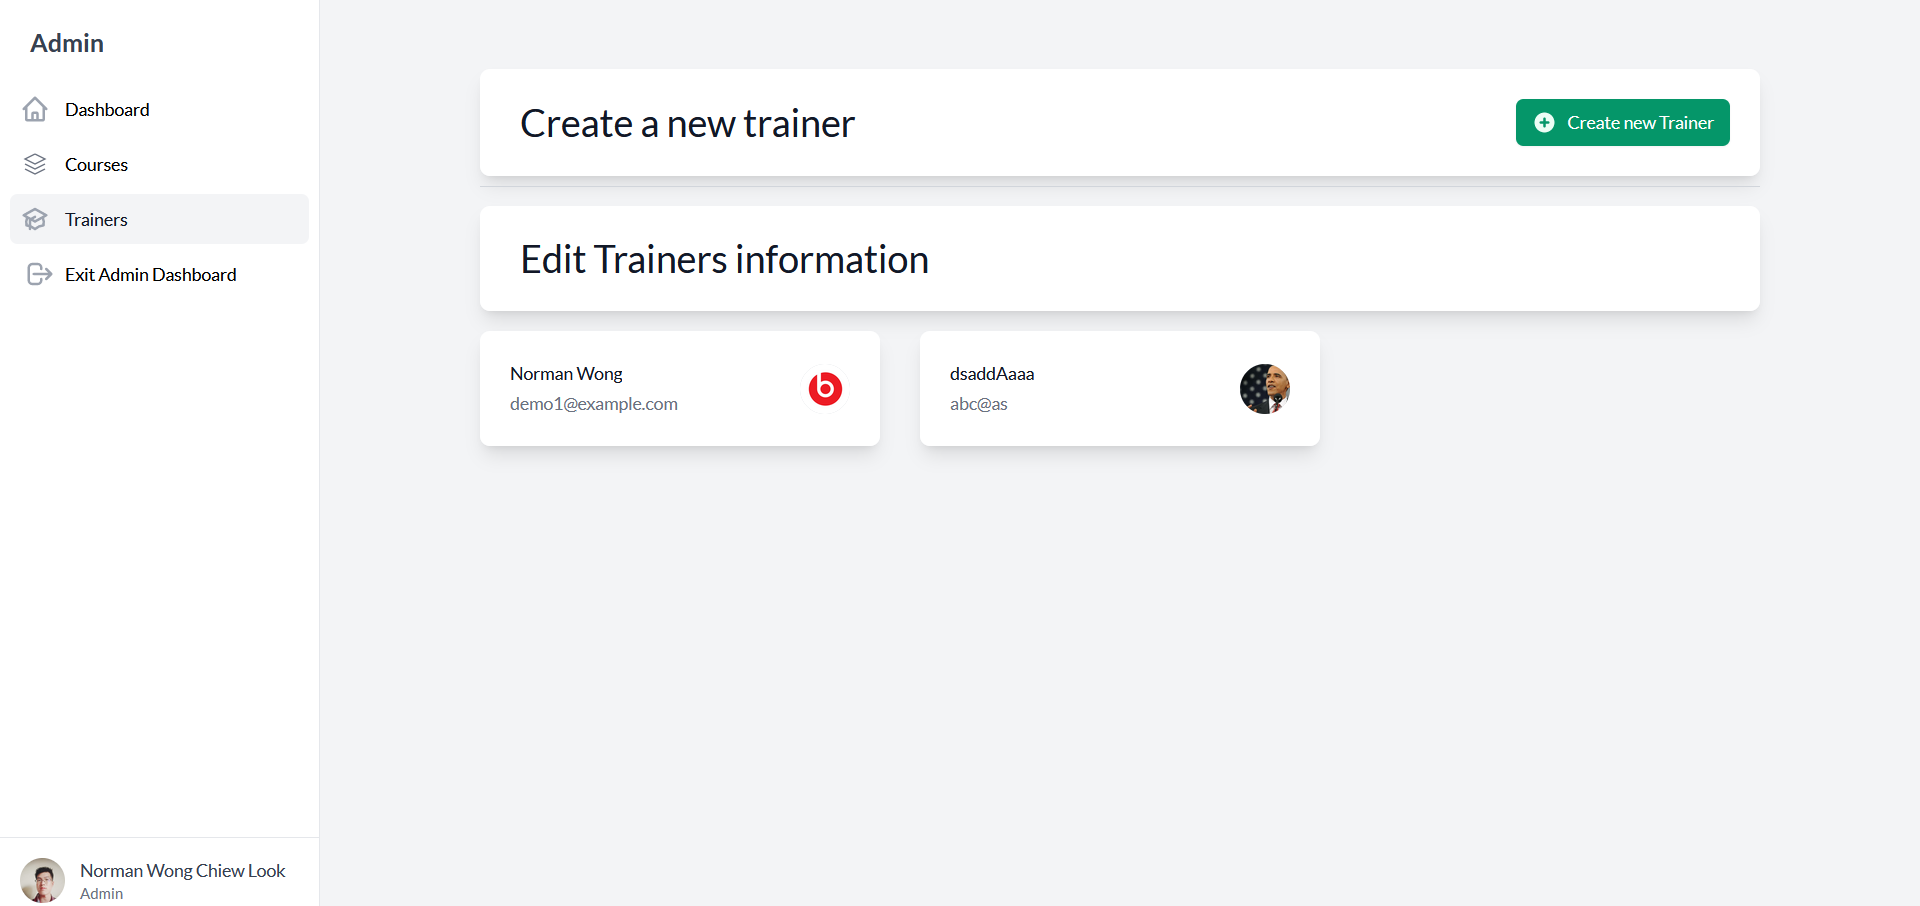 Admin
Dashboard
Courses
Trainers
Exit Admin Dashboard
Create a new trainer
Create new Trainer
Edit Trainers information
Norman Wong
demo1@example.com
b
dsaddAaaa
abc@as
Norman Wong Chiew Look
Admin